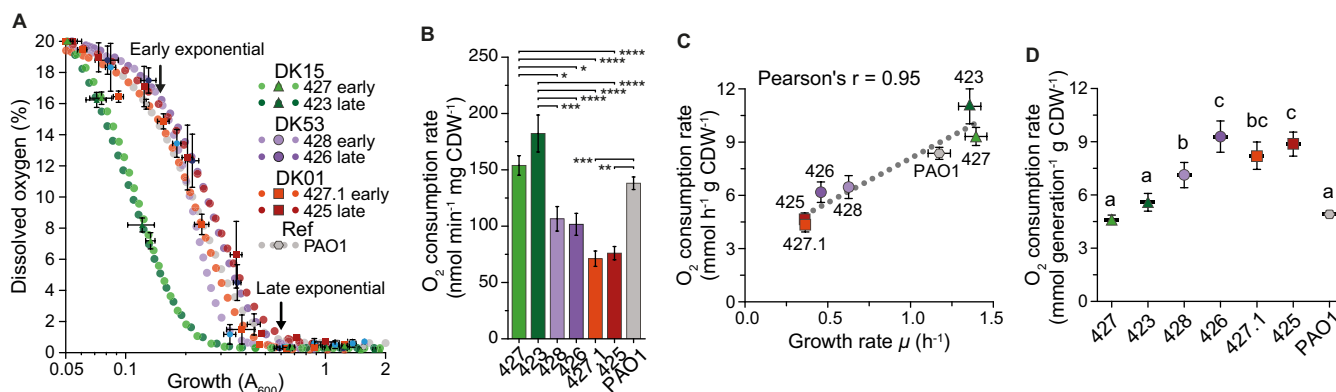 A
Dissolved oxygen (%)
20
18
16
14
12
10
8
6
4
2
0
0.05
0.1
1
2
Growth (A600)
Early exponential
Late exponential
DK15
427 early
423 late
DK53
428 early
426 late
DK01
427.1 early
425 late
Ref
PAO1
B
O2 consumption rate
(nmol min-1 mg CDW-1)
250
200
150
100
50
0
****
****
*
*
****
****
****
***
***
**
427
423
428
426
427.1
425
PAO1
C
O2 consumption rate
(mmol h-1 g CDW-1)
12
9
6
3
0
0
0.5
1.0
1.5
Growth rate μ (h-1)
Pearson's r = 0.95
423
427
PAO1
426
428
425
427.1
D
O2 consumption rate
(mmol generation-1 g CDW-1)
12
9
6
3
0
a
a
b
c
bc
c
a
427
423
428
426
427.1
425
PAO1